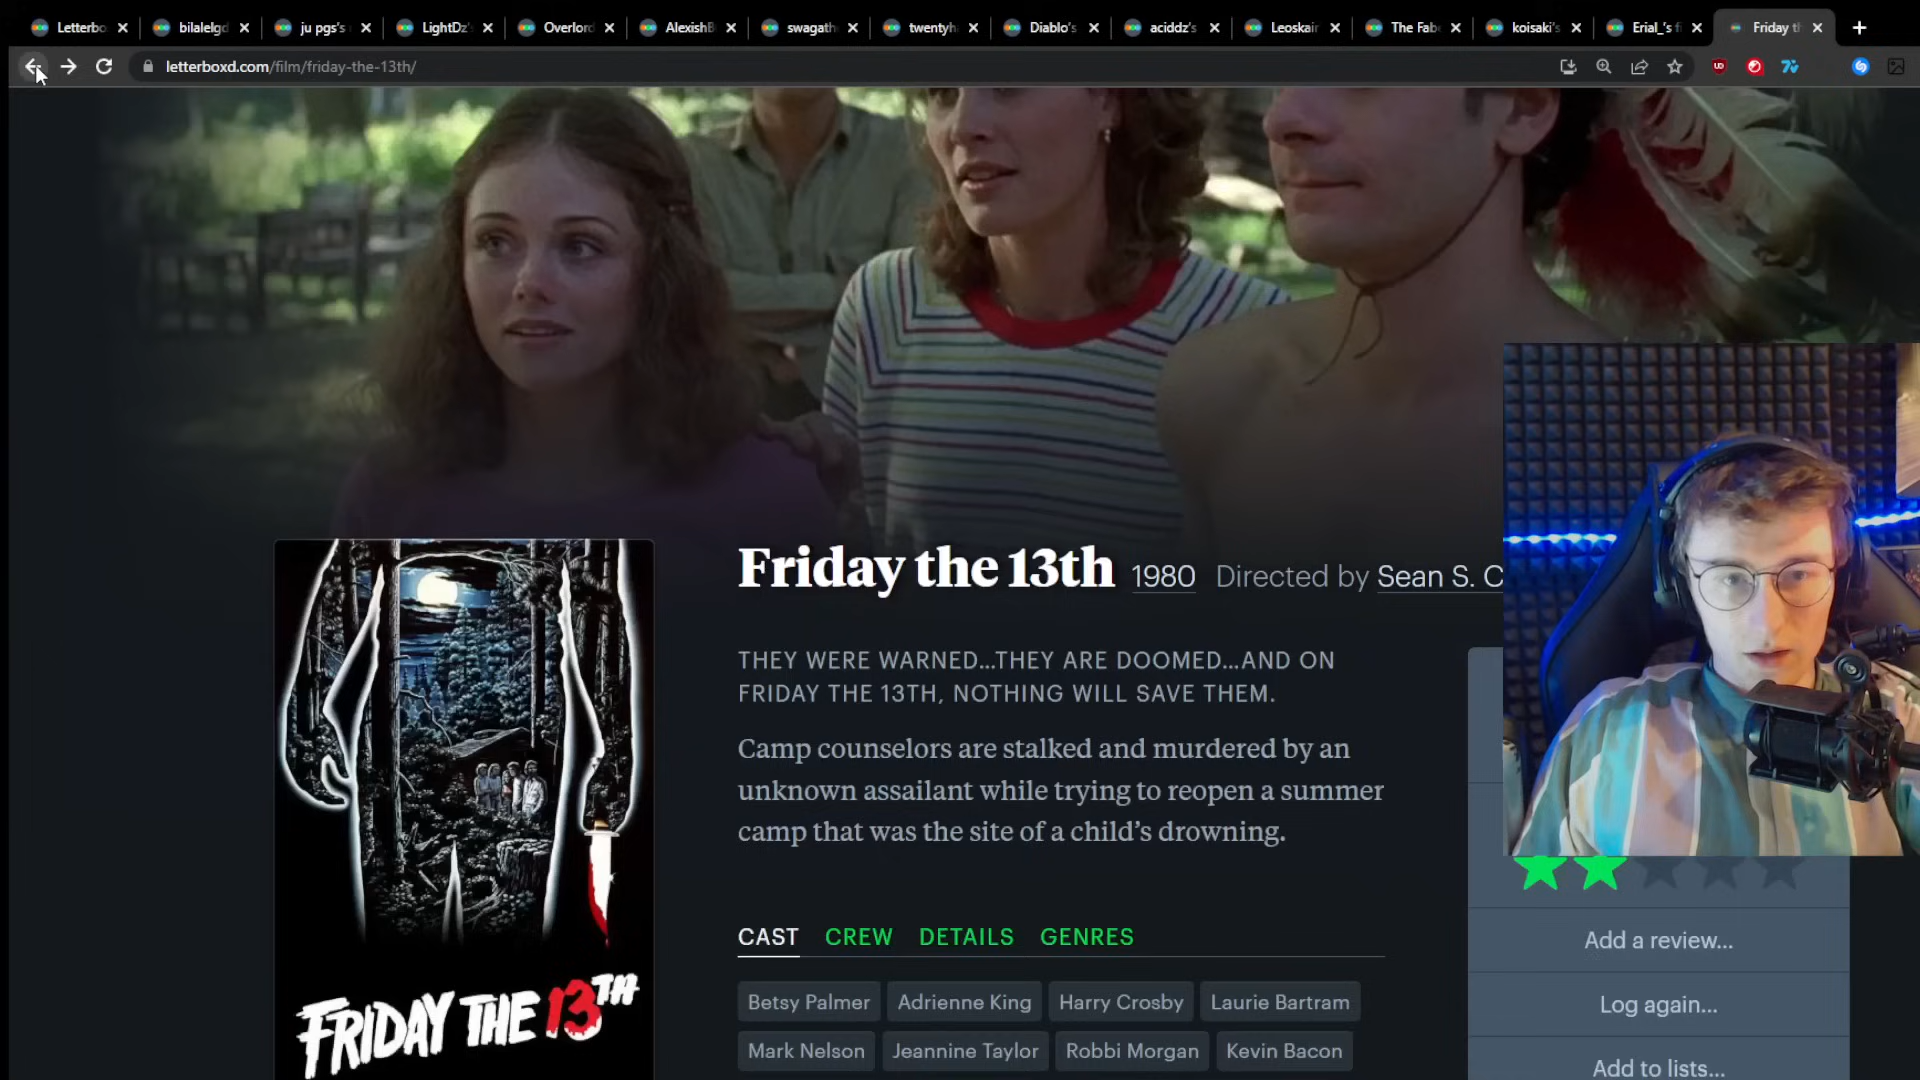 Letterbo
bilalelgd
ju pgs's
LightDz'
Overlord
AlexishB
swagath
twentyh
Diablo's
aciddz's
Leoskair
The Fab
koisaki's
Erial_'s fi
Friday th
letterboxd.com/film/friday-the-13th/
Friday the 13th 1980 Directed by Sean S. C
THEY WERE WARNED...THEY ARE DOOMED...AND ON
FRIDAY THE 13TH, NOTHING WILL SAVE THEM.
Camp counselors are stalked and murdered by an
unknown assailant while trying to reopen a summer
camp that was the site of a child's drowning.
CAST CREW DETAILS GENRES
Betsy Palmer Adrienne King Harry Crosby Laurie Bartram
Mark Nelson Jeannine Taylor Robbi Morgan Kevin Bacon
FRIDAY THE 13TH
Add a review...
Log again...
Add to lists...